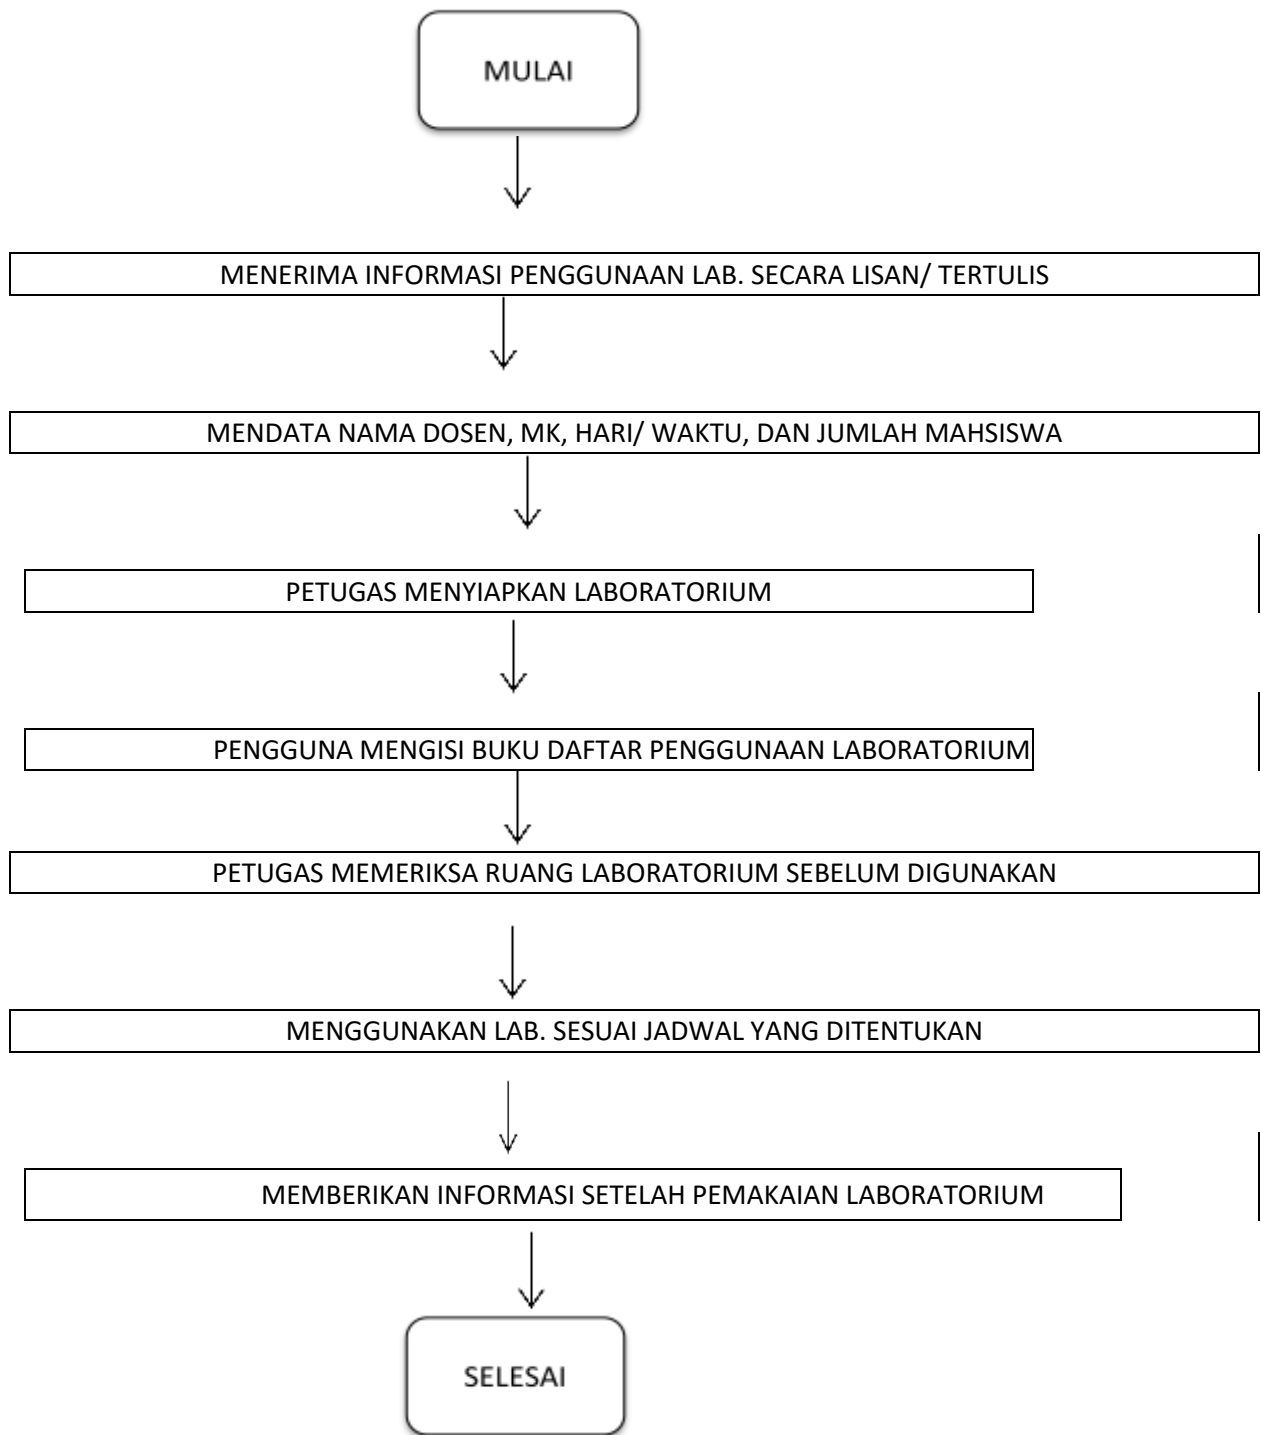 MULAI
MENERIMA INFORMASI PENGGUNAAN LAB. SECARA LISAN/ TERTULIS
MENDATA NAMA DOSEN, MK, HARI/ WAKTU, DAN JUMLAH MAHSISWA
PETUGAS MENYIAPKAN LABORATORIUM
PENGGUNA MENGISI BUKU DAFTAR PENGGUNAAN LABORATORIUM
PETUGAS MEMERIKSA RUANG LABORATORIUM SEBELUM DIGUNAKAN
MENGGUNAKAN LAB. SESUAI JADWAL YANG DITENTUKAN
MEMBERIKAN INFORMASI SETELAH PEMAKAIAN LABORATORIUM
SELESAI